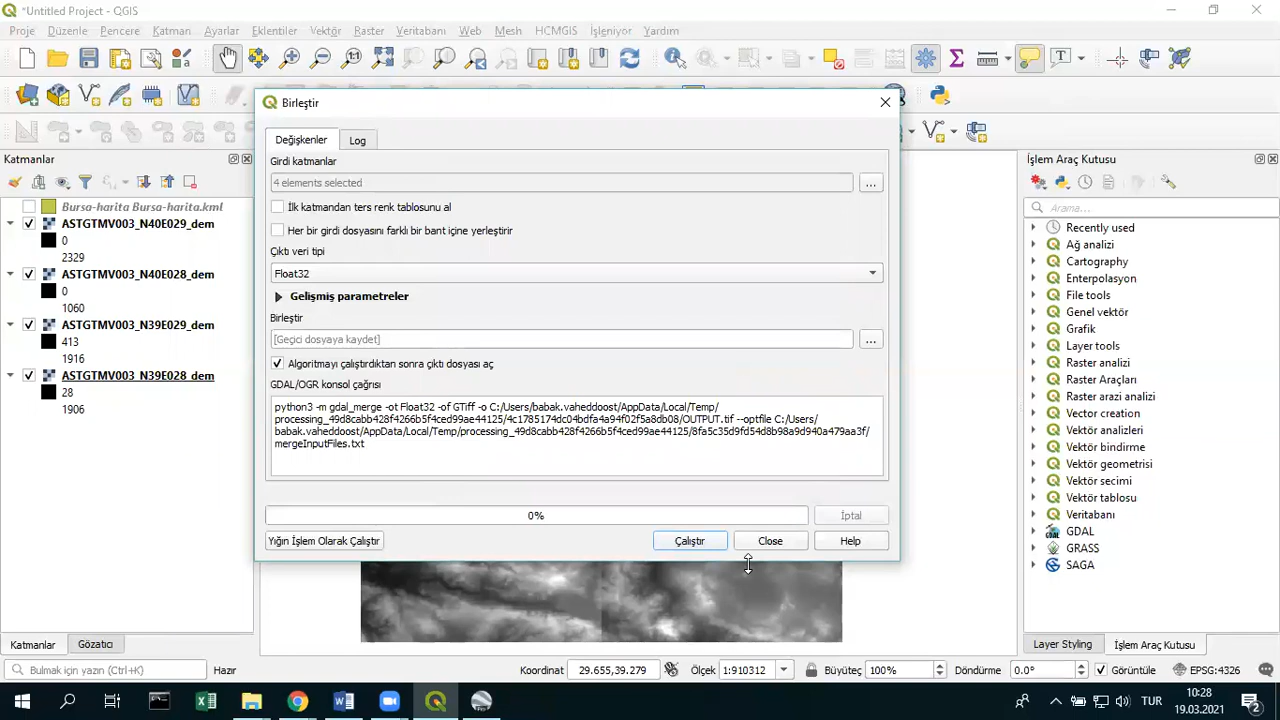 *Untitled Project - QGIS
Proje Düzenle Pencere Katman Ayarlar Eklentiler Vektör Raster Veritabanı Web Mesh HCMGIS İşleniyor Yardım
Katmanlar
Bursa-harita Bursa-harita.kml
ASTGTMV003_N40E029_dem
0
2329
ASTGTMV003_N40E028_dem
0
1060
ASTGTMV003_N39E029_dem
413
1916
ASTGTMV003_N39E028_dem
28
1906
Katmanlar Gözatıcı
Birleştir
Değişkenler Log
Girdi katmanlar
4 elements selected
...
İlk katmandan ters renk tablosunu al
Her bir girdi dosyasını farklı bir bant içine yerleştir
Çıktı veri tipi
Float32
Gelişmiş parametreler
Birleştir
[Geçici dosyaya kaydet]
...
Algoritmayı çalıştırdıktan sonra çıktı dosyası aç
GDAL/OGR konsol çağrısı
python3 -m gdal_merge -ot Float32 -of GTiff -o C:/Users/babak.vaheddoost/AppData/Local/Temp/
processing_49d8cabb428f4266b5f4ced99ae44125/4c1785174dc04bdfa4a94f02f5a8db08/OUTPUT.tif --optfile C:/Users/
babak.vaheddoost/AppData/Local/Temp/processing_49d8cabb428f4266b5f4ced99ae44125/8fa5c35d9fd54d8b98a9d940a479aa3f/
mergeInputFiles.txt
0%
İptal
Yığın İşlem Olarak Çalıştır Çalıştır Close Help
İşlem Araç Kutusu
Arama...
Recently used
Ağ analizi
Cartography
Enterpolasyon
File tools
Genel vektör
Grafik
Layer tools
Raster analizi
Raster Araçları
Raster arazi analizi
Vector creation
Vektör analizleri
Vektör bindirme
Vektör geometrisi
Vektör secimi
Vektör tablosu
Veritabanı
GDAL
GRASS
SAGA
Layer Styling İşlem Araç Kutusu
Bulmak için yazın (Ctrl+K) Hazır Koordinat 29.655,39.279 Ölçek 1:910312 Büyüteç 100% Döndürme 0.0° Görüntüle EPSG:4326
TUR
10:28
19.03.2021
2